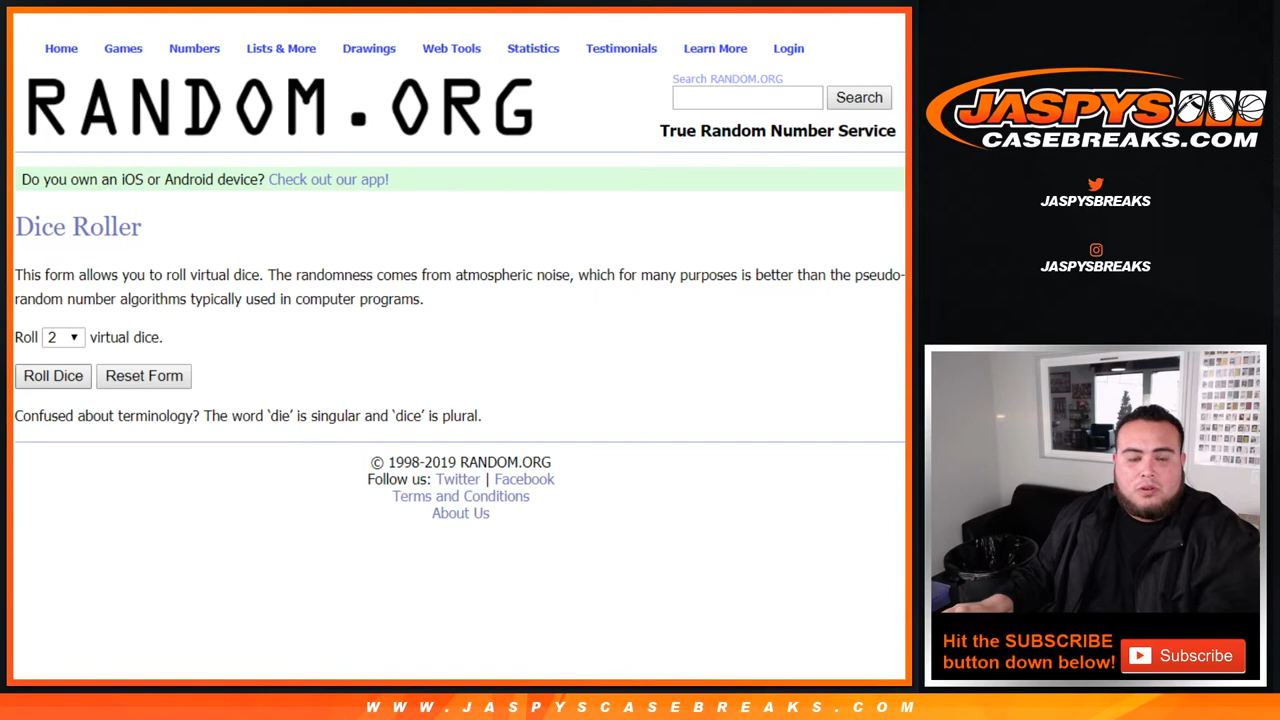 Home Games Numbers Lists & More Drawings Web Tools Statistics Testimonials Learn More Login
RANDOM.ORG
Search RANDOM.ORG
Search
True Random Number Service
Do you own an iOS or Android device? Check out our app!
Dice Roller
This form allows you to roll virtual dice. The randomness comes from atmospheric noise, which for many purposes is better than the pseudo-
random number algorithms typically used in computer programs.
Roll 2 virtual dice.
Roll Dice Reset Form
Confused about terminology? The word ‘die’ is singular and ‘dice’ is plural.
© 1998-2019 RANDOM.ORG
Follow us: Twitter | Facebook
Terms and Conditions
About Us
JASPYS
CASEBREAKS.COM
JASPYSBREAKS
JASPYSBREAKS
Hit the SUBSCRIBE
button down below!
Subscribe
WWW.JASPYSCASEBREAKS.COM